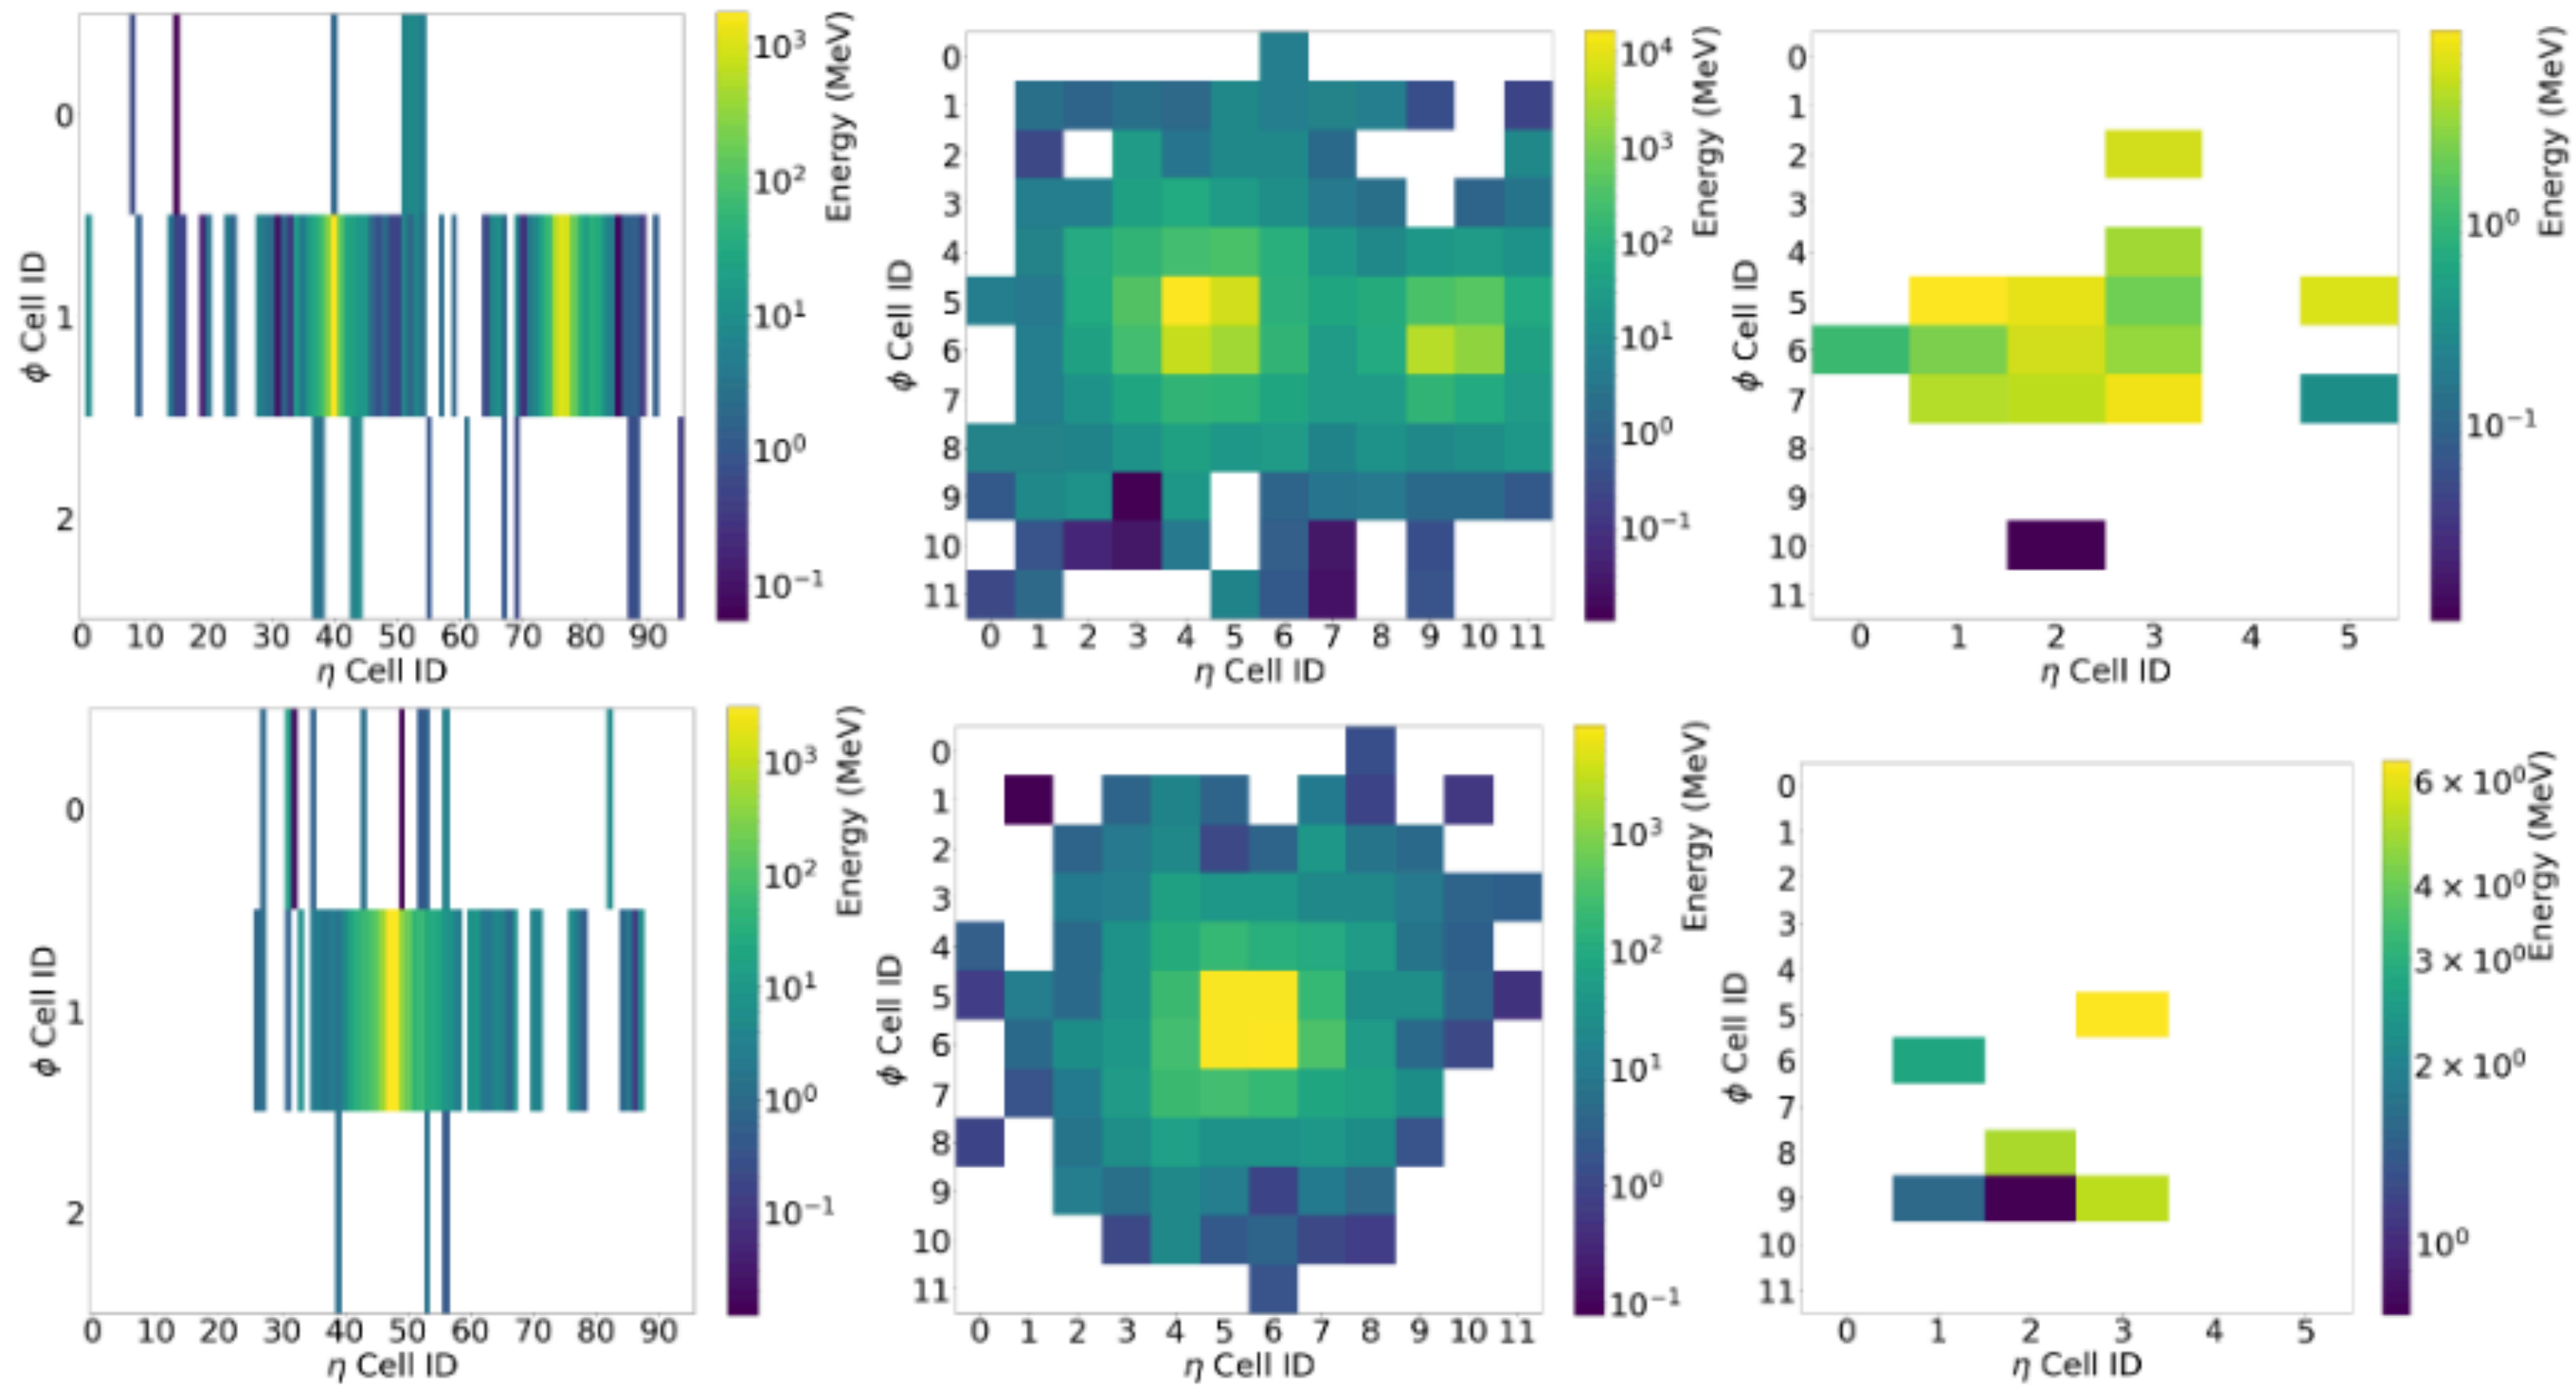 10³
10²
10¹
10⁰
10⁻¹
Energy (MeV)
0
1
2
ϕ Cell ID
0 10 20 30 40 50 60 70 80 90
η Cell ID
10⁴
10³
10²
10¹
10⁰
10⁻¹
Energy (MeV)
0
1
2
3
4
5
6
7
8
9
10
11
ϕ Cell ID
0 1 2 3 4 5 6 7 8 9 10 11
η Cell ID
10⁰
10⁻¹
Energy (MeV)
0
1
2
3
4
5
6
7
8
9
10
11
ϕ Cell ID
0 1 2 3 4 5
η Cell ID
10³
10²
10¹
10⁰
10⁻¹
Energy (MeV)
0
1
2
ϕ Cell ID
0 10 20 30 40 50 60 70 80 90
η Cell ID
10³
10²
10¹
10⁰
10⁻¹
Energy (MeV)
0
1
2
3
4
5
6
7
8
9
10
11
ϕ Cell ID
0 1 2 3 4 5 6 7 8 9 10 11
η Cell ID
6 × 10⁰
4 × 10⁰
3 × 10⁰
2 × 10⁰
10⁰
Energy (MeV)
0
1
2
3
4
5
6
7
8
9
10
11
ϕ Cell ID
0 1 2 3 4 5
η Cell ID